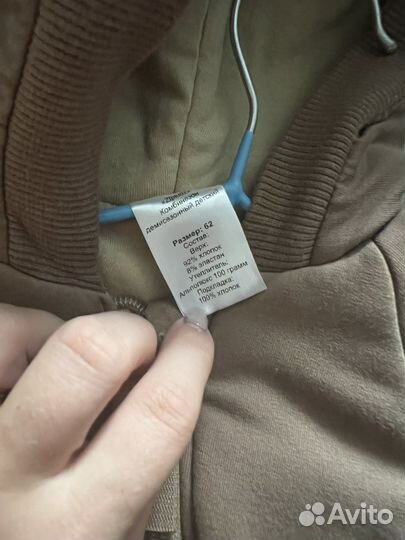 Комбинезон
демисезонный детский
Размер: 62
Состав:
Верх:
92% хлопок
8% эластан
Утеплитель:
Альполюкс 100 грамм
Подкладка:
100% хлопок
Avito